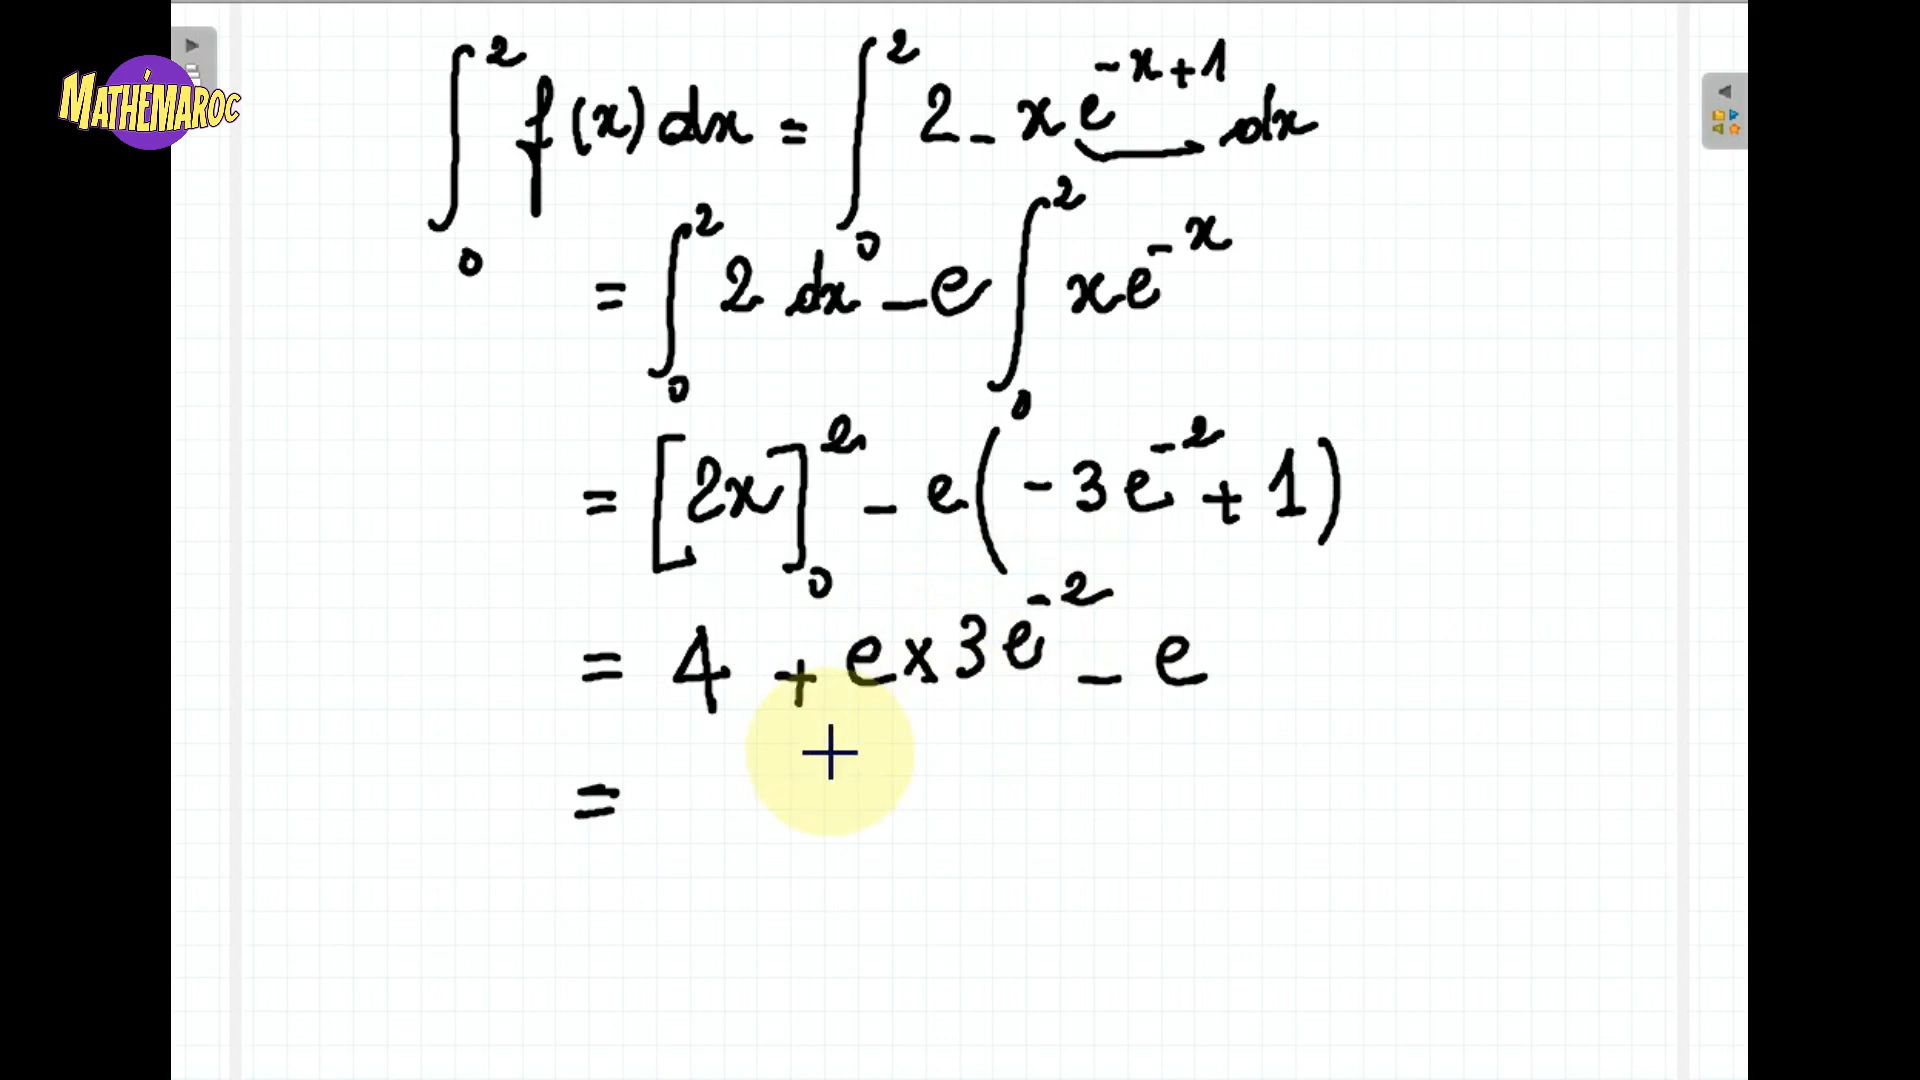 MATHÉMAROC
∫₀² f(x) dx = ∫₀² 2 - x e^{-x+1} dx
= ∫₀² 2 dx - e ∫₀² x e^{-x}
= [2x]₀² - e(-3e^{-2} + 1)
= 4 + e×3e^{-2} - e
=